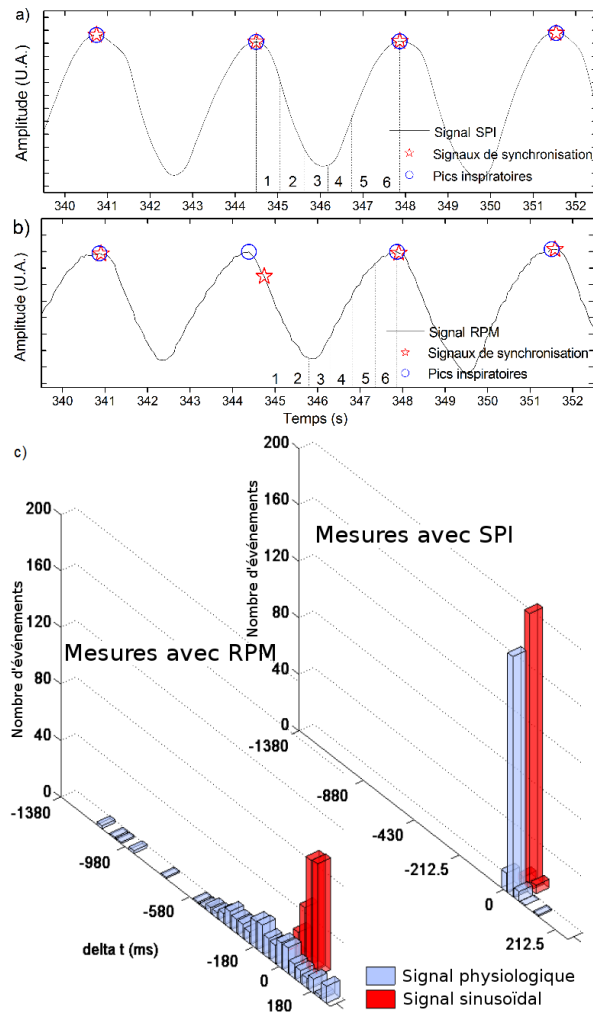 a)
Amplitude (U.A.)
Signal SPI
Signaux de synchronisation
Pics inspiratoires
1 2 3 4 5 6
340 341 342 343 344 345 346 347 348 349 350 351 352
b)
Amplitude (U.A.)
Signal RPM
Signaux de synchronisation
Pics inspiratoires
1 2 3 4 5 6
340 341 342 343 344 345 346 347 348 349 350 351 352
Temps (s)
c)
Mesures avec SPI
Nombre d'événements
200
160
120
80
40
0
-1380
-880
-430
-212.5
0
212.5
Mesures avec RPM
Nombre d'événements
200
160
120
80
40
0
-1380
-980
-580
-180
0
180
delta t (ms)
Signal physiologique
Signal sinusoïdal